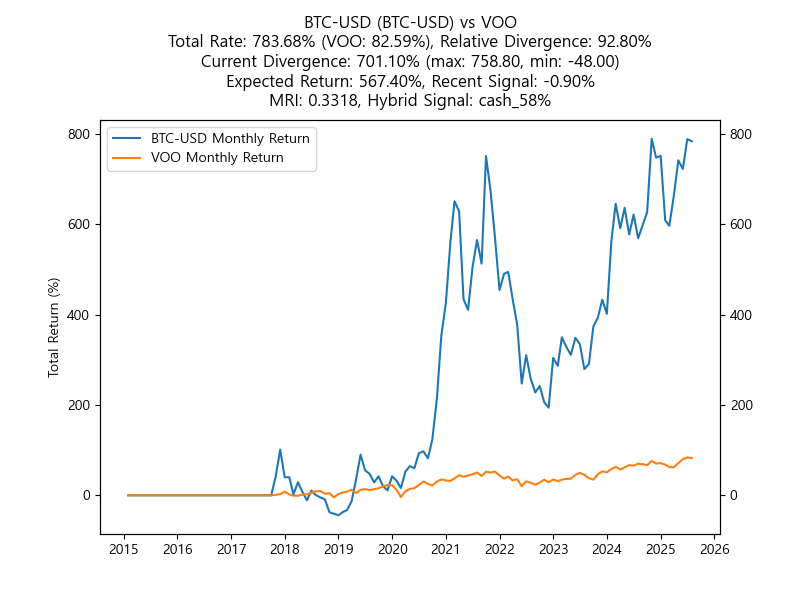 BTC-USD (BTC-USD) vs VOO
Total Rate: 783.68% (VOO: 82.59%), Relative Divergence: 92.80%
Current Divergence: 701.10% (max: 758.80, min: -48.00)
Expected Return: 567.40%, Recent Signal: -0.90%
MRI: 0.3318, Hybrid Signal: cash_58%
BTC-USD Monthly Return
VOO Monthly Return
Total Return (%)
800
600
400
200
0
800
600
400
200
0
2015 2016 2017 2018 2019 2020 2021 2022 2023 2024 2025 2026